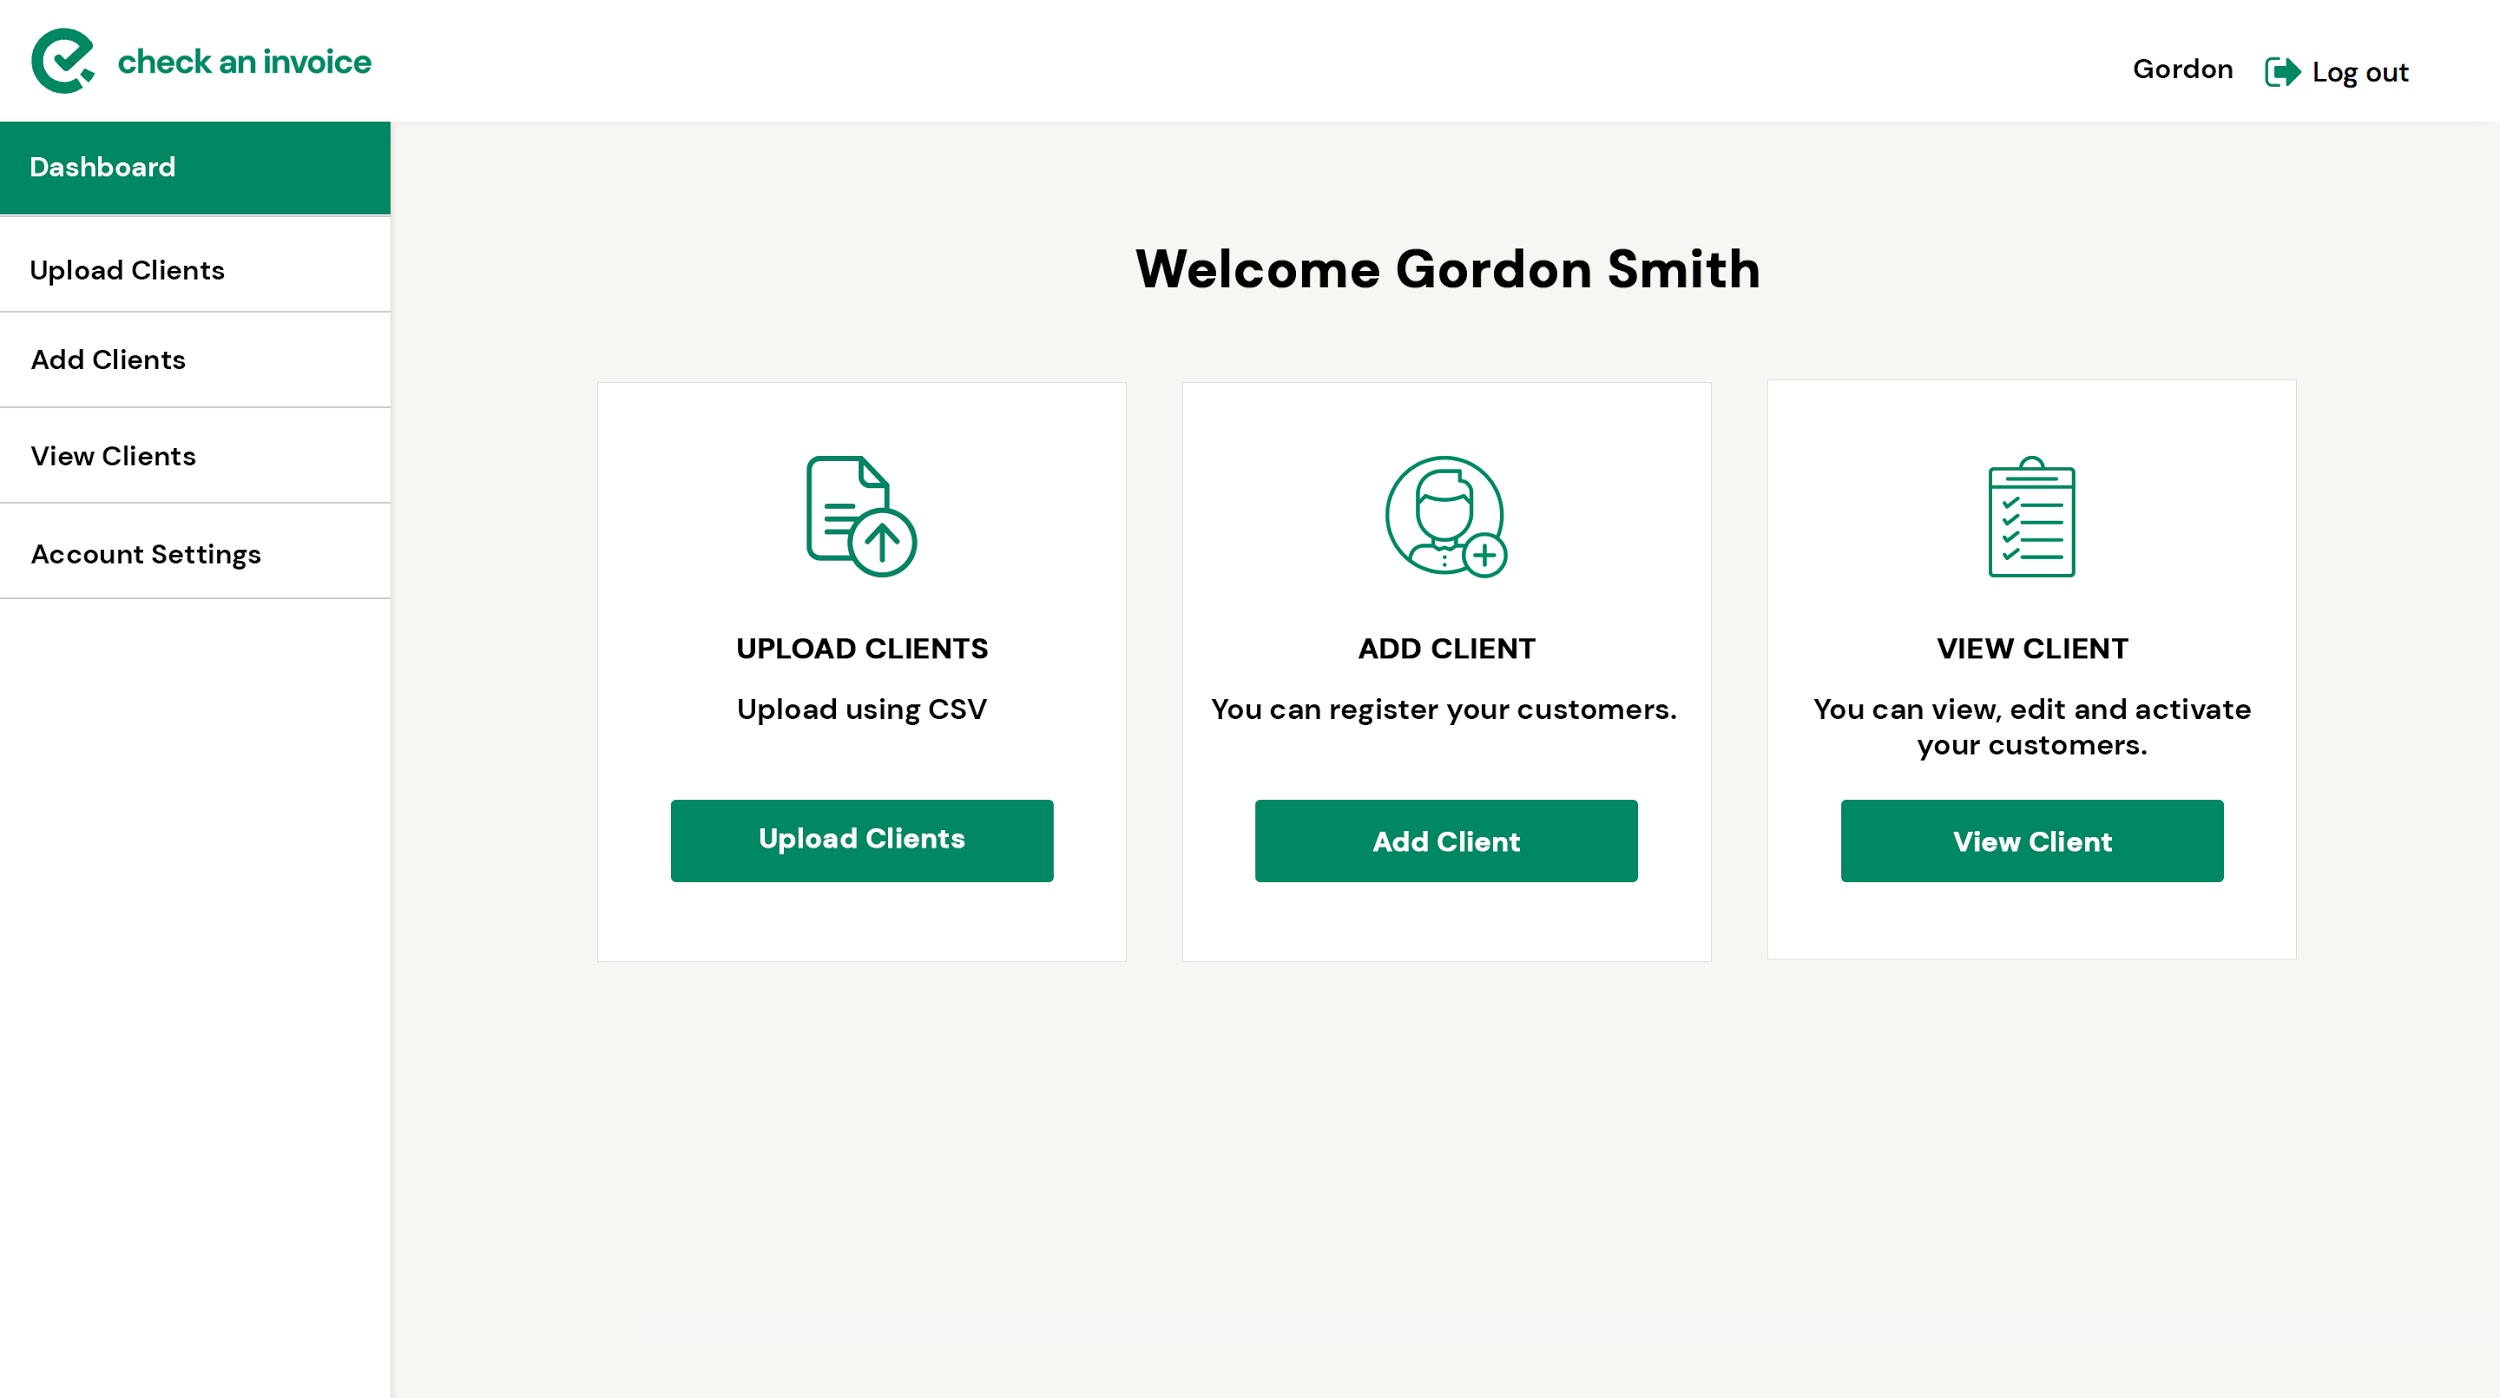 check an invoice
Gordon
Log out
Dashboard
Upload Clients
Add Clients
View Clients
Account Settings
Welcome Gordon Smith
UPLOAD CLIENTS
Upload using CSV
Upload Clients
ADD CLIENT
You can register your customers.
Add Client
VIEW CLIENT
You can view, edit and activate
your customers.
View Client